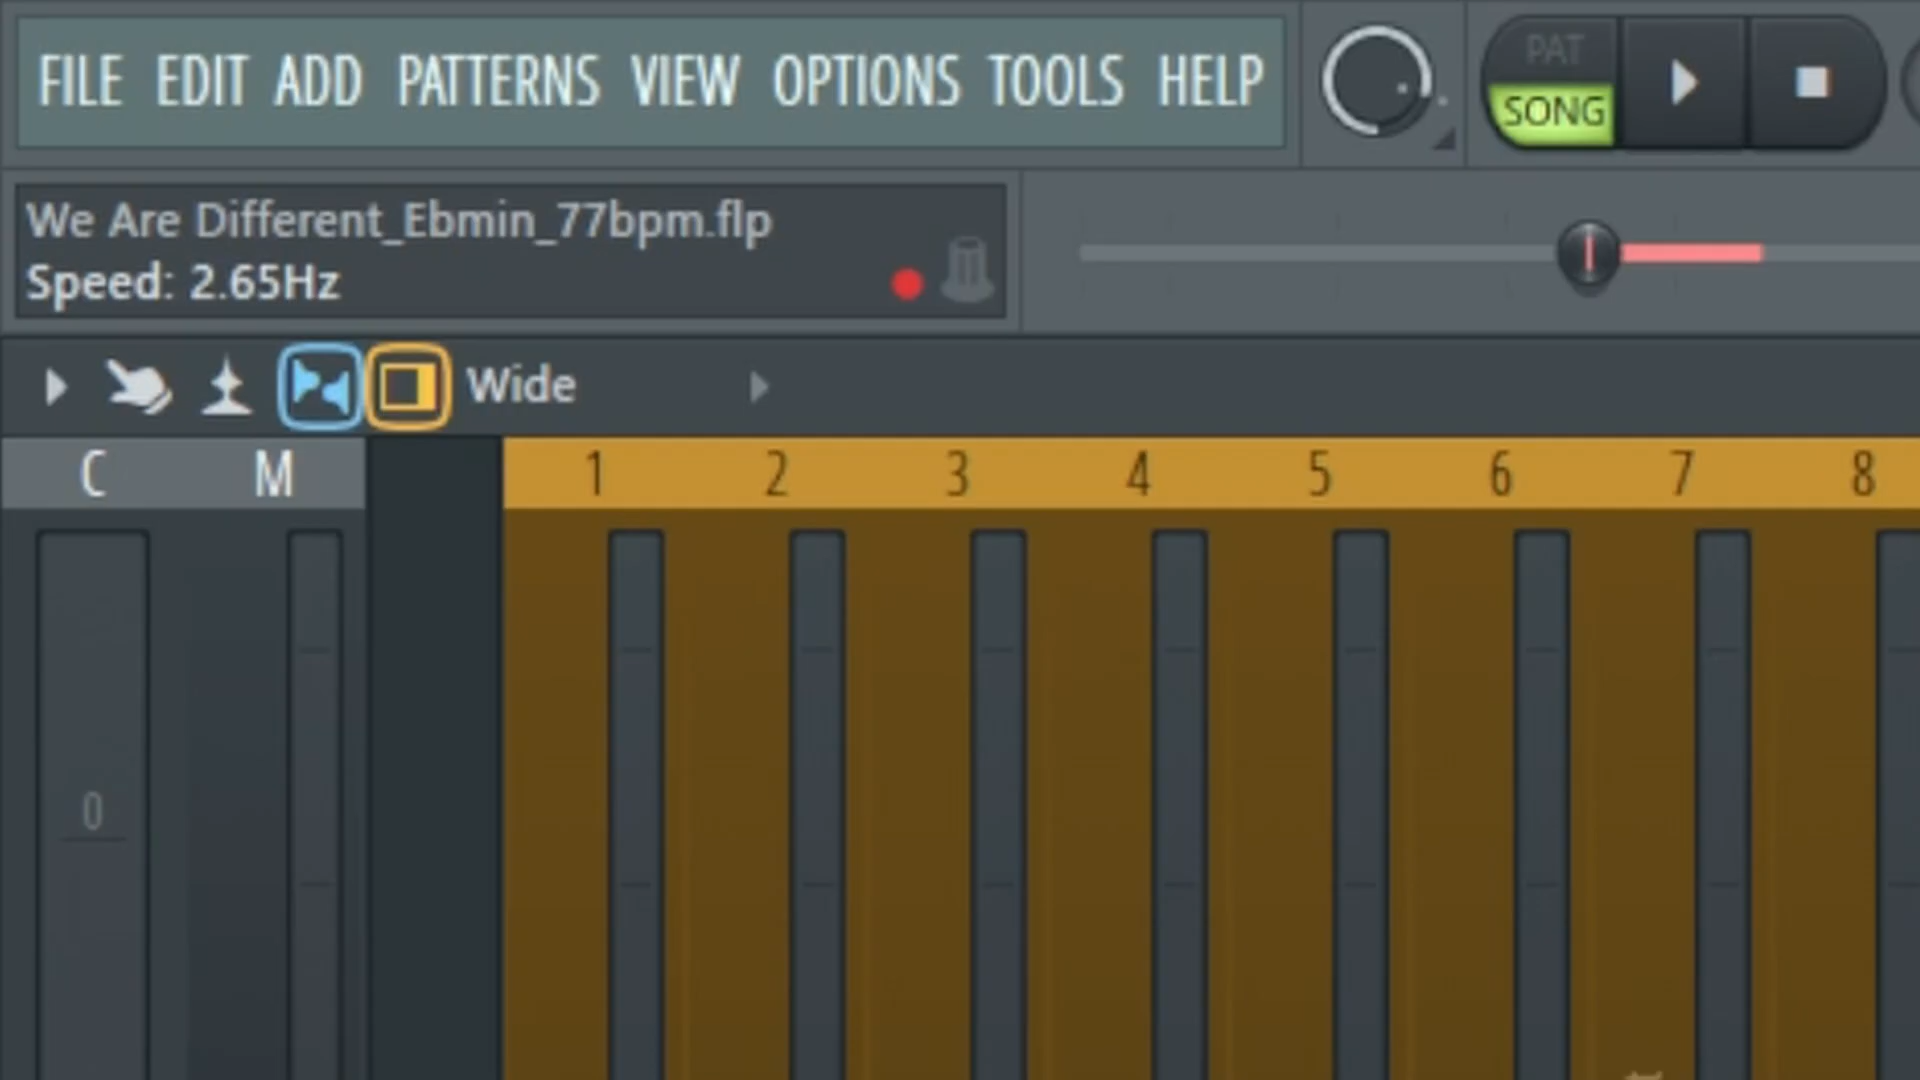 FILE EDIT ADD PATTERNS VIEW OPTIONS TOOLS HELP
PAT
SONG
We Are Different_Ebmin_77bpm.flp
Speed: 2.65Hz
Wide
C M 1 2 3 4 5 6 7 8
0